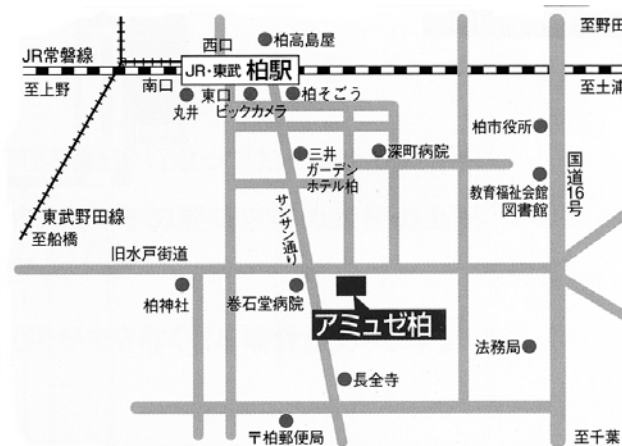 至野田
西口
柏高島屋
JR常磐線
JR・東武 柏駅
至上野
南口
至土浦
丸井
東口
ビックカメラ
柏そごう
柏市役所
三井
ガーデン
ホテル柏
深町病院
教育福祉会館
図書館
国道16号
東武野田線
至船橋
サンサン通り
旧水戸街道
柏神社
巻石堂病院
アミュゼ柏
法務局
長全寺
〒柏郵便局
至千葉